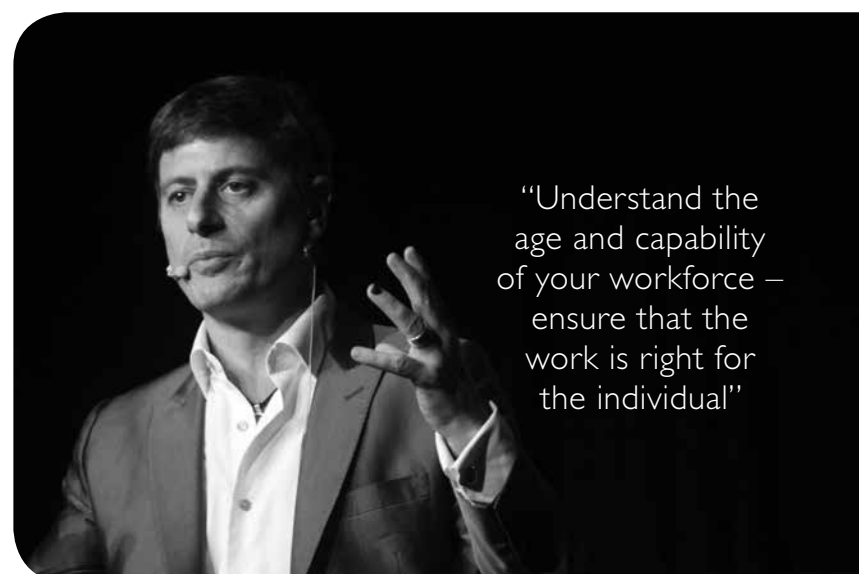 “Understand the
age and capability
of your workforce –
ensure that the
work is right for
the individual”